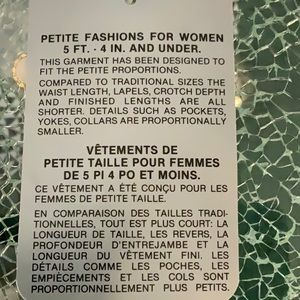 PETITE FASHIONS FOR WOMEN
5 FT. - 4 IN. AND UNDER.
THIS GARMENT HAS BEEN DESIGNED TO
FIT THE PETITE PROPORTIONS.
COMPARED TO TRADITIONAL SIZES THE
WAIST LENGTH, LAPELS, CROTCH DEPTH
AND FINISHED LENGTHS ARE ALL
SHORTER. DETAILS SUCH AS POCKETS,
YOKES, COLLARS ARE PROPORTIONALLY
SMALLER.
VÊTEMENTS DE
PETITE TAILLE POUR FEMMES
DE 5 PI 4 PO ET MOINS.
CE VÊTEMENT A ÉTÉ CONÇU POUR LES
FEMMES DE PETITE TAILLE.
EN COMPARAISON DES TAILLES TRADI-
TIONNELLES, TOUT EST PLUS COURT: LA
LONGUEUR DE TAILLE, LES REVERS, LA
PROFONDEUR D'ENTREJAMBE ET LA
LONGUEUR DU VÊTEMENT FINI. LES
DÉTAILS COMME LES POCHES, LES
EMPIÈCEMENTS ET LES COLS SONT
PROPORTIONNELLEMENT PLUS PETITS.